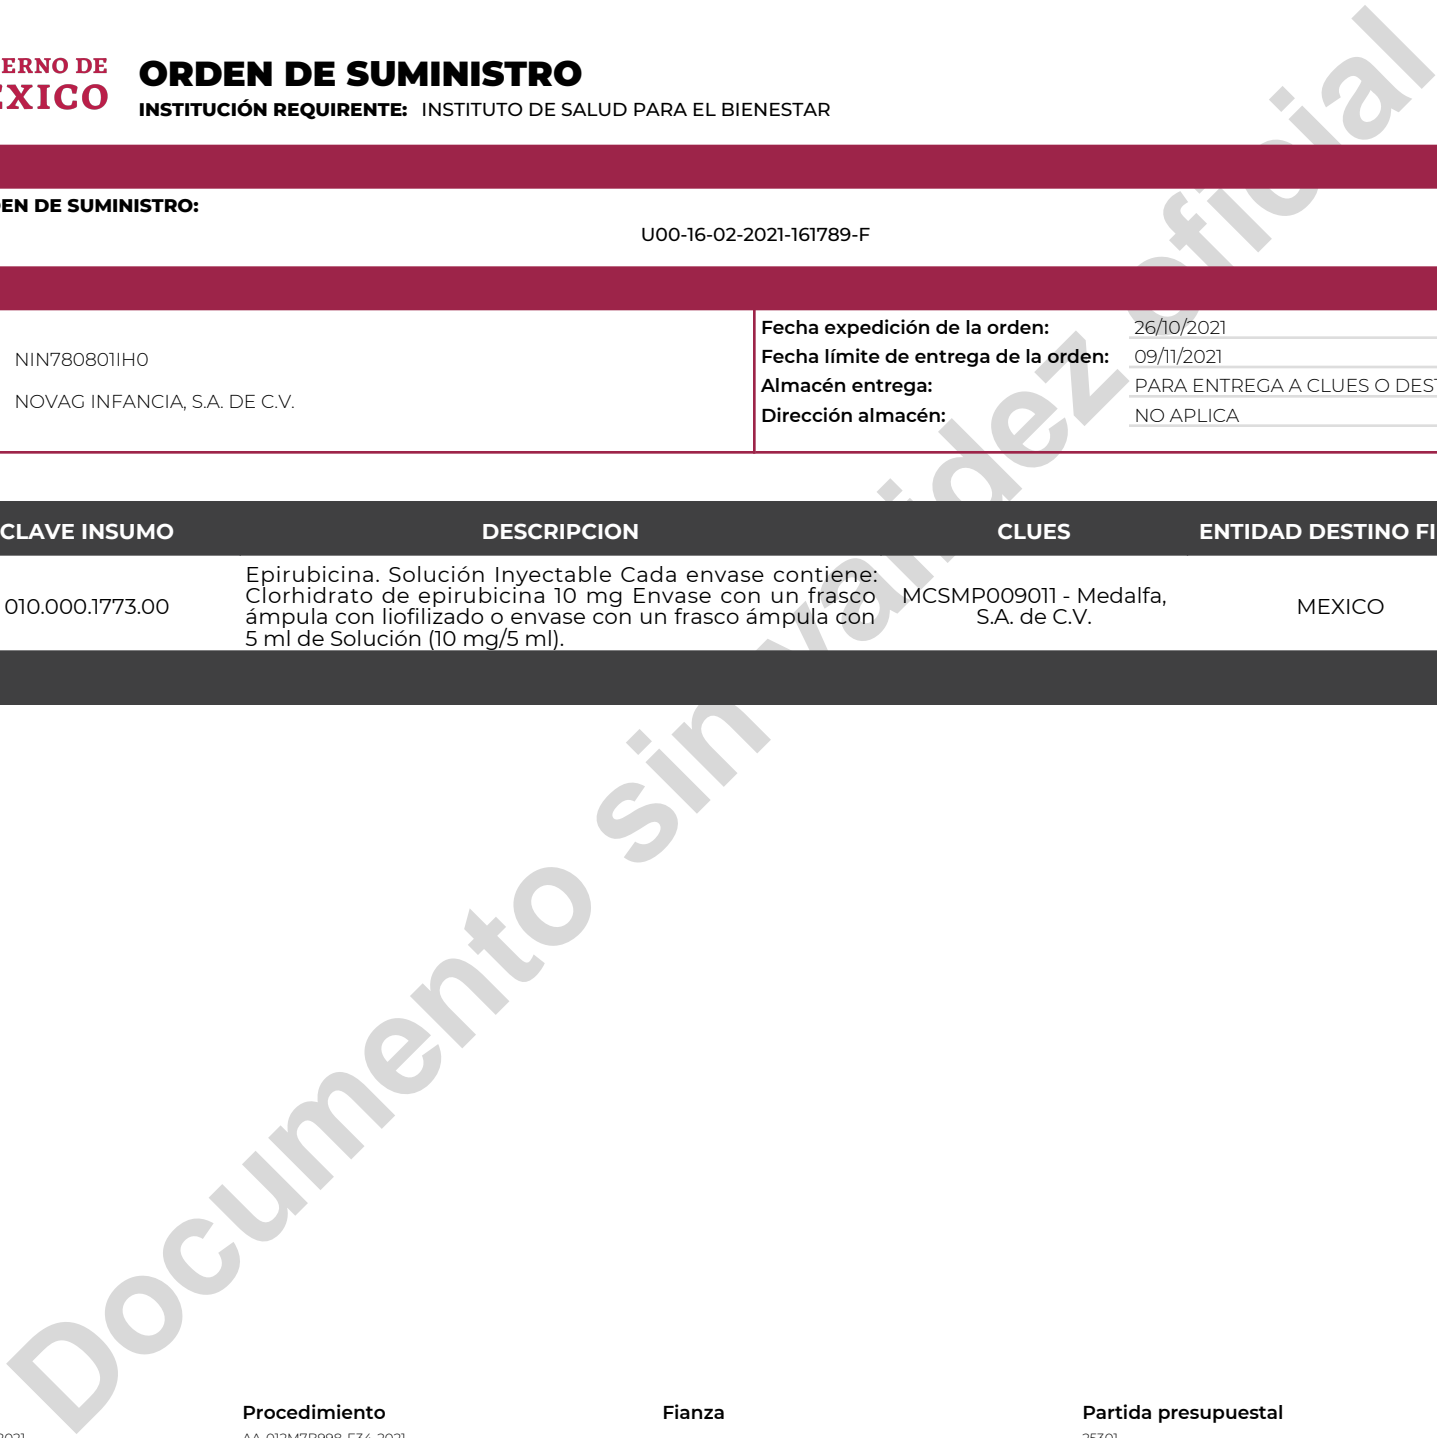 ERNO DE
EXICO
ORDEN DE SUMINISTRO
INSTITUCIÓN REQUIRENTE: INSTITUTO DE SALUD PARA EL BIENESTAR
EN DE SUMINISTRO:
U00-16-02-2021-161789-F
NIN780801IH0
NOVAG INFANCIA, S.A. DE C.V.
Fecha expedición de la orden: 26/10/2021
Fecha límite de entrega de la orden: 09/11/2021
Almacén entrega: PARA ENTREGA A CLUES O DEST
Dirección almacén: NO APLICA
CLAVE INSUMO DESCRIPCION CLUES ENTIDAD DESTINO FI
010.000.1773.00
Epirubicina. Solución Inyectable Cada envase contiene:
Clorhidrato de epirubicina 10 mg Envase con un frasco
ámpula con liofilizado o envase con un frasco ámpula con
5 ml de Solución (10 mg/5 ml).
MCSMP009011 - Medalfa,
S.A. de C.V.
MEXICO
Documento sin validez oficial
Procedimiento Fianza Partida presupuestal